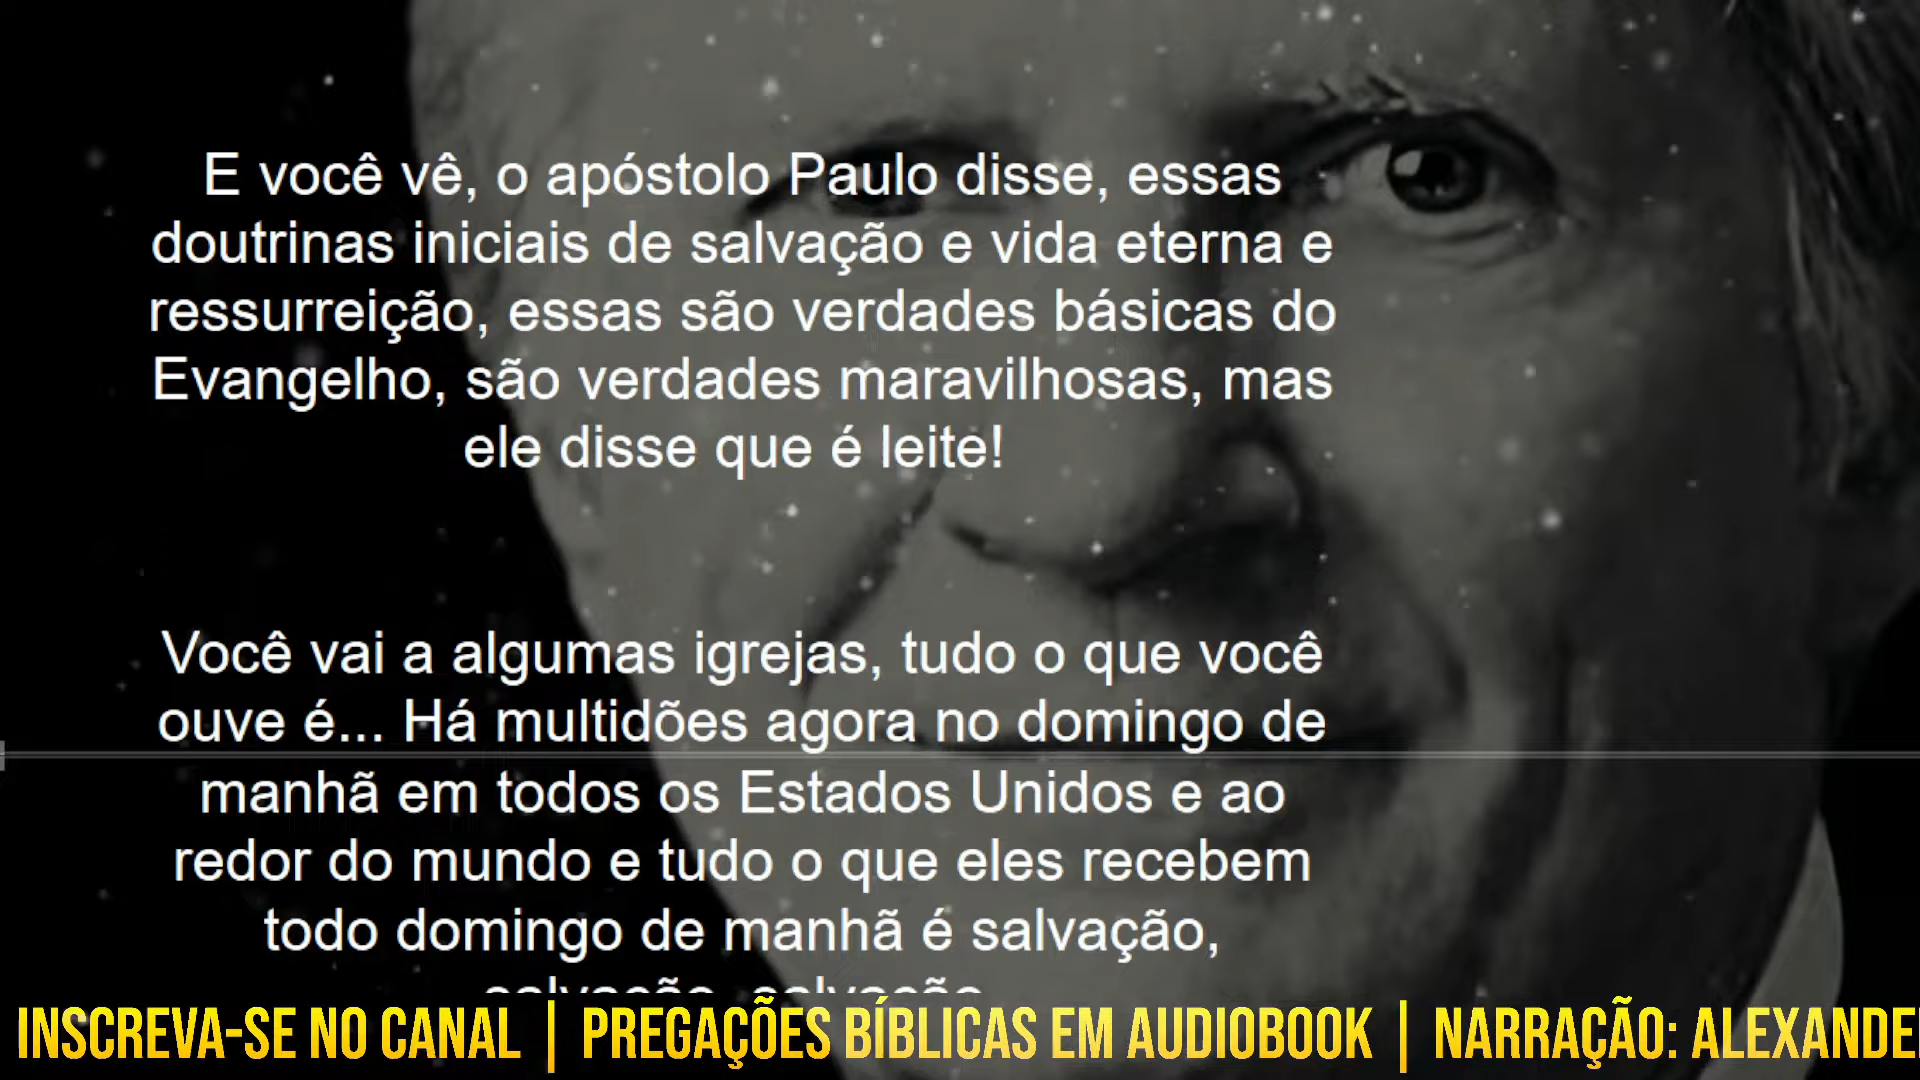 E você vê, o apóstolo Paulo disse, essas
doutrinas iniciais de salvação e vida eterna e
ressurreição, essas são verdades básicas do
Evangelho, são verdades maravilhosas, mas
ele disse que é leite!
Você vai a algumas igrejas, tudo o que você
ouve é... Há multidões agora no domingo de
manhã em todos os Estados Unidos e ao
redor do mundo e tudo o que eles recebem
todo domingo de manhã é salvação,
INSCREVA-SE NO CANAL | PREGAÇÕES BÍBLICAS EM AUDIOBOOK | NARRAÇÃO: